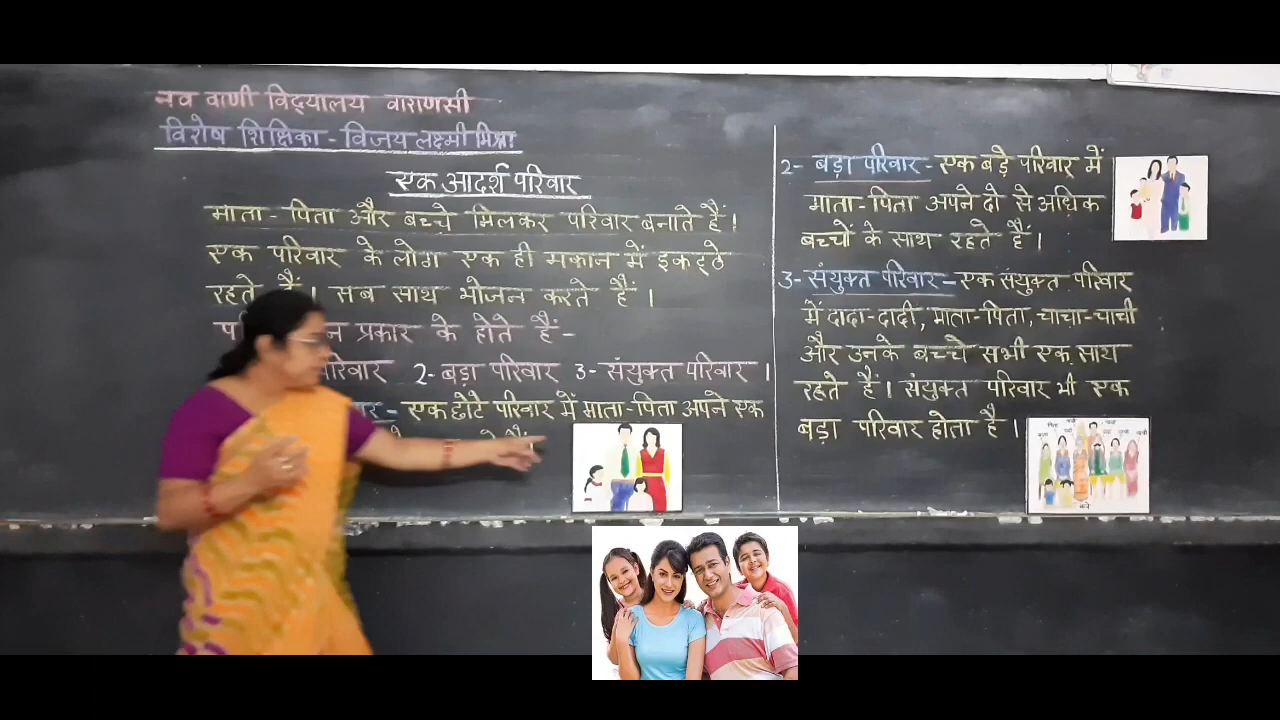 नव वाणी विद्यालय वाराणसी
विशेष शिक्षिका - विजय लक्ष्मी मिश्रा
एक आदर्श परिवार
माता - पिता और बच्चे मिलकर परिवार बनाते हैं।
एक परिवार के लोग एक ही मकान में इकट्ठे
रहते हैं। सब साथ भोजन करते हैं ।
प्रकार के होते हैं-
परिवार 2- बड़ा परिवार 3- संयुक्त परिवार ।
- एक छोटे परिवार में माता-पिता अपने एक
2- बड़ा परिवार - एक बड़े परिवार में
माता-पिता अपने दो से अधिक
बच्चों के साथ रहते हैं।
3- संयुक्त परिवार - एक संयुक्त परिवार
में दादा-दादी, माता-पिता, चाचा-चाची
और उनके बच्चे सभी एक साथ
रहते हैं। संयुक्त परिवार भी एक
बड़ा परिवार होता है।